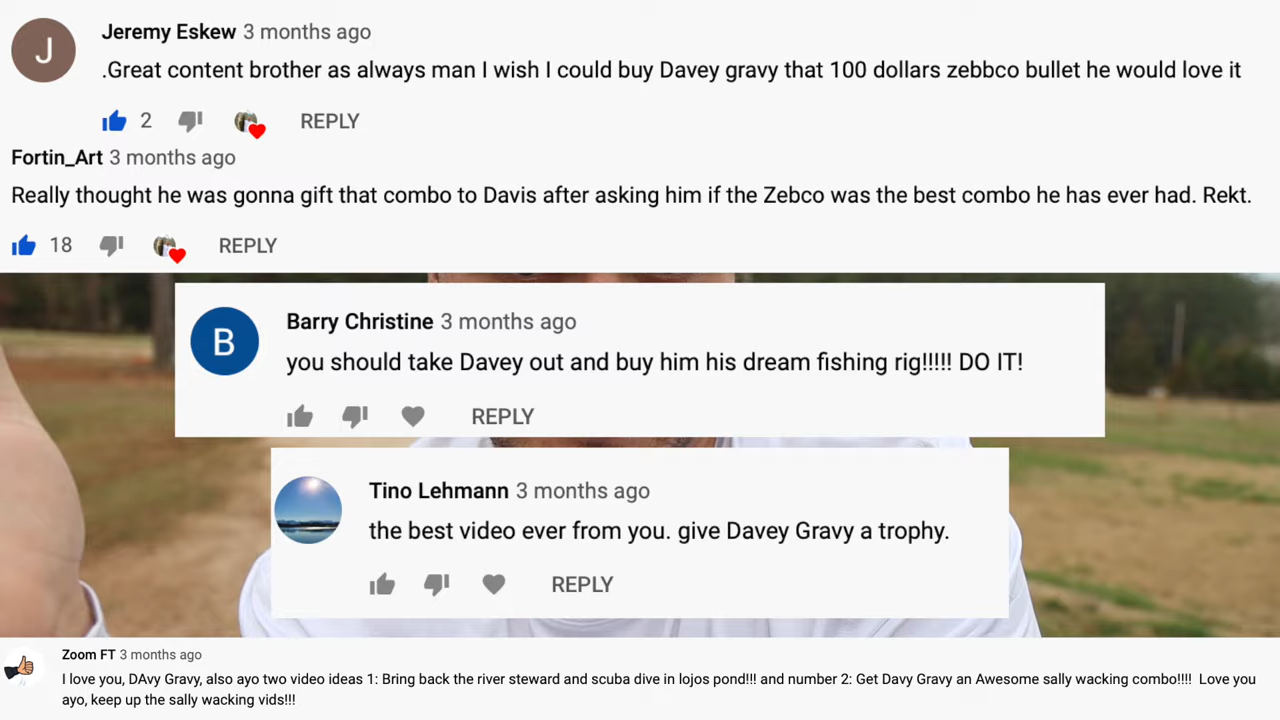 J
Jeremy Eskew 3 months ago
.Great content brother as always man I wish I could buy Davey gravy that 100 dollars zebbco bullet he would love it
2 REPLY
Fortin_Art 3 months ago
Really thought he was gonna gift that combo to Davis after asking him if the Zebco was the best combo he has ever had. Rekt.
18 REPLY
B
Barry Christine 3 months ago
you should take Davey out and buy him his dream fishing rig!!!!! DO IT!
REPLY
Tino Lehmann 3 months ago
the best video ever from you. give Davey Gravy a trophy.
REPLY
Zoom FT 3 months ago
I love you, DAvy Gravy, also ayo two video ideas 1: Bring back the river steward and scuba dive in lojos pond!!! and number 2: Get Davy Gravy an Awesome sally wacking combo!!!! Love you
ayo, keep up the sally wacking vids!!!